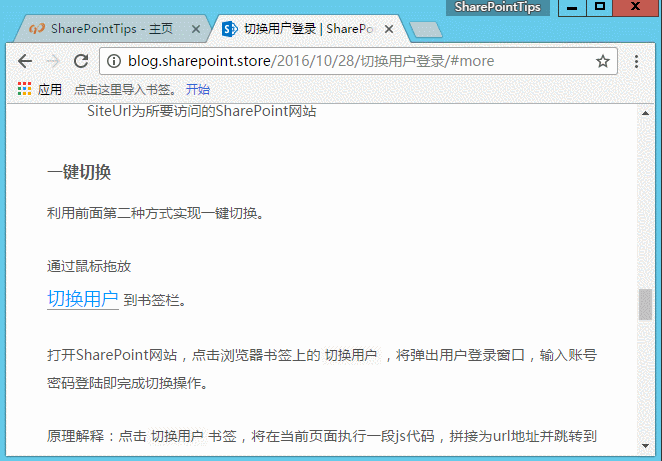 SharePointTips
SharePointTips - 主页
切换用户登录 | SharePoi
blog.sharepoint.store/2016/10/28/切换用户登录/#more
应用 点击这里导入书签。 开始
SiteUrl为所要访问的SharePoint网站
一键切换
利用前面第二种方式实现一键切换。
通过鼠标拖放
切换用户 到书签栏。
打开SharePoint网站，点击浏览器书签上的 切换用户 ，将弹出用户登录窗口，输入账号
密码登陆即完成切换操作。
原理解释：点击 切换用户 书签，将在当前页面执行一段js代码，拼接为url地址并跳转到